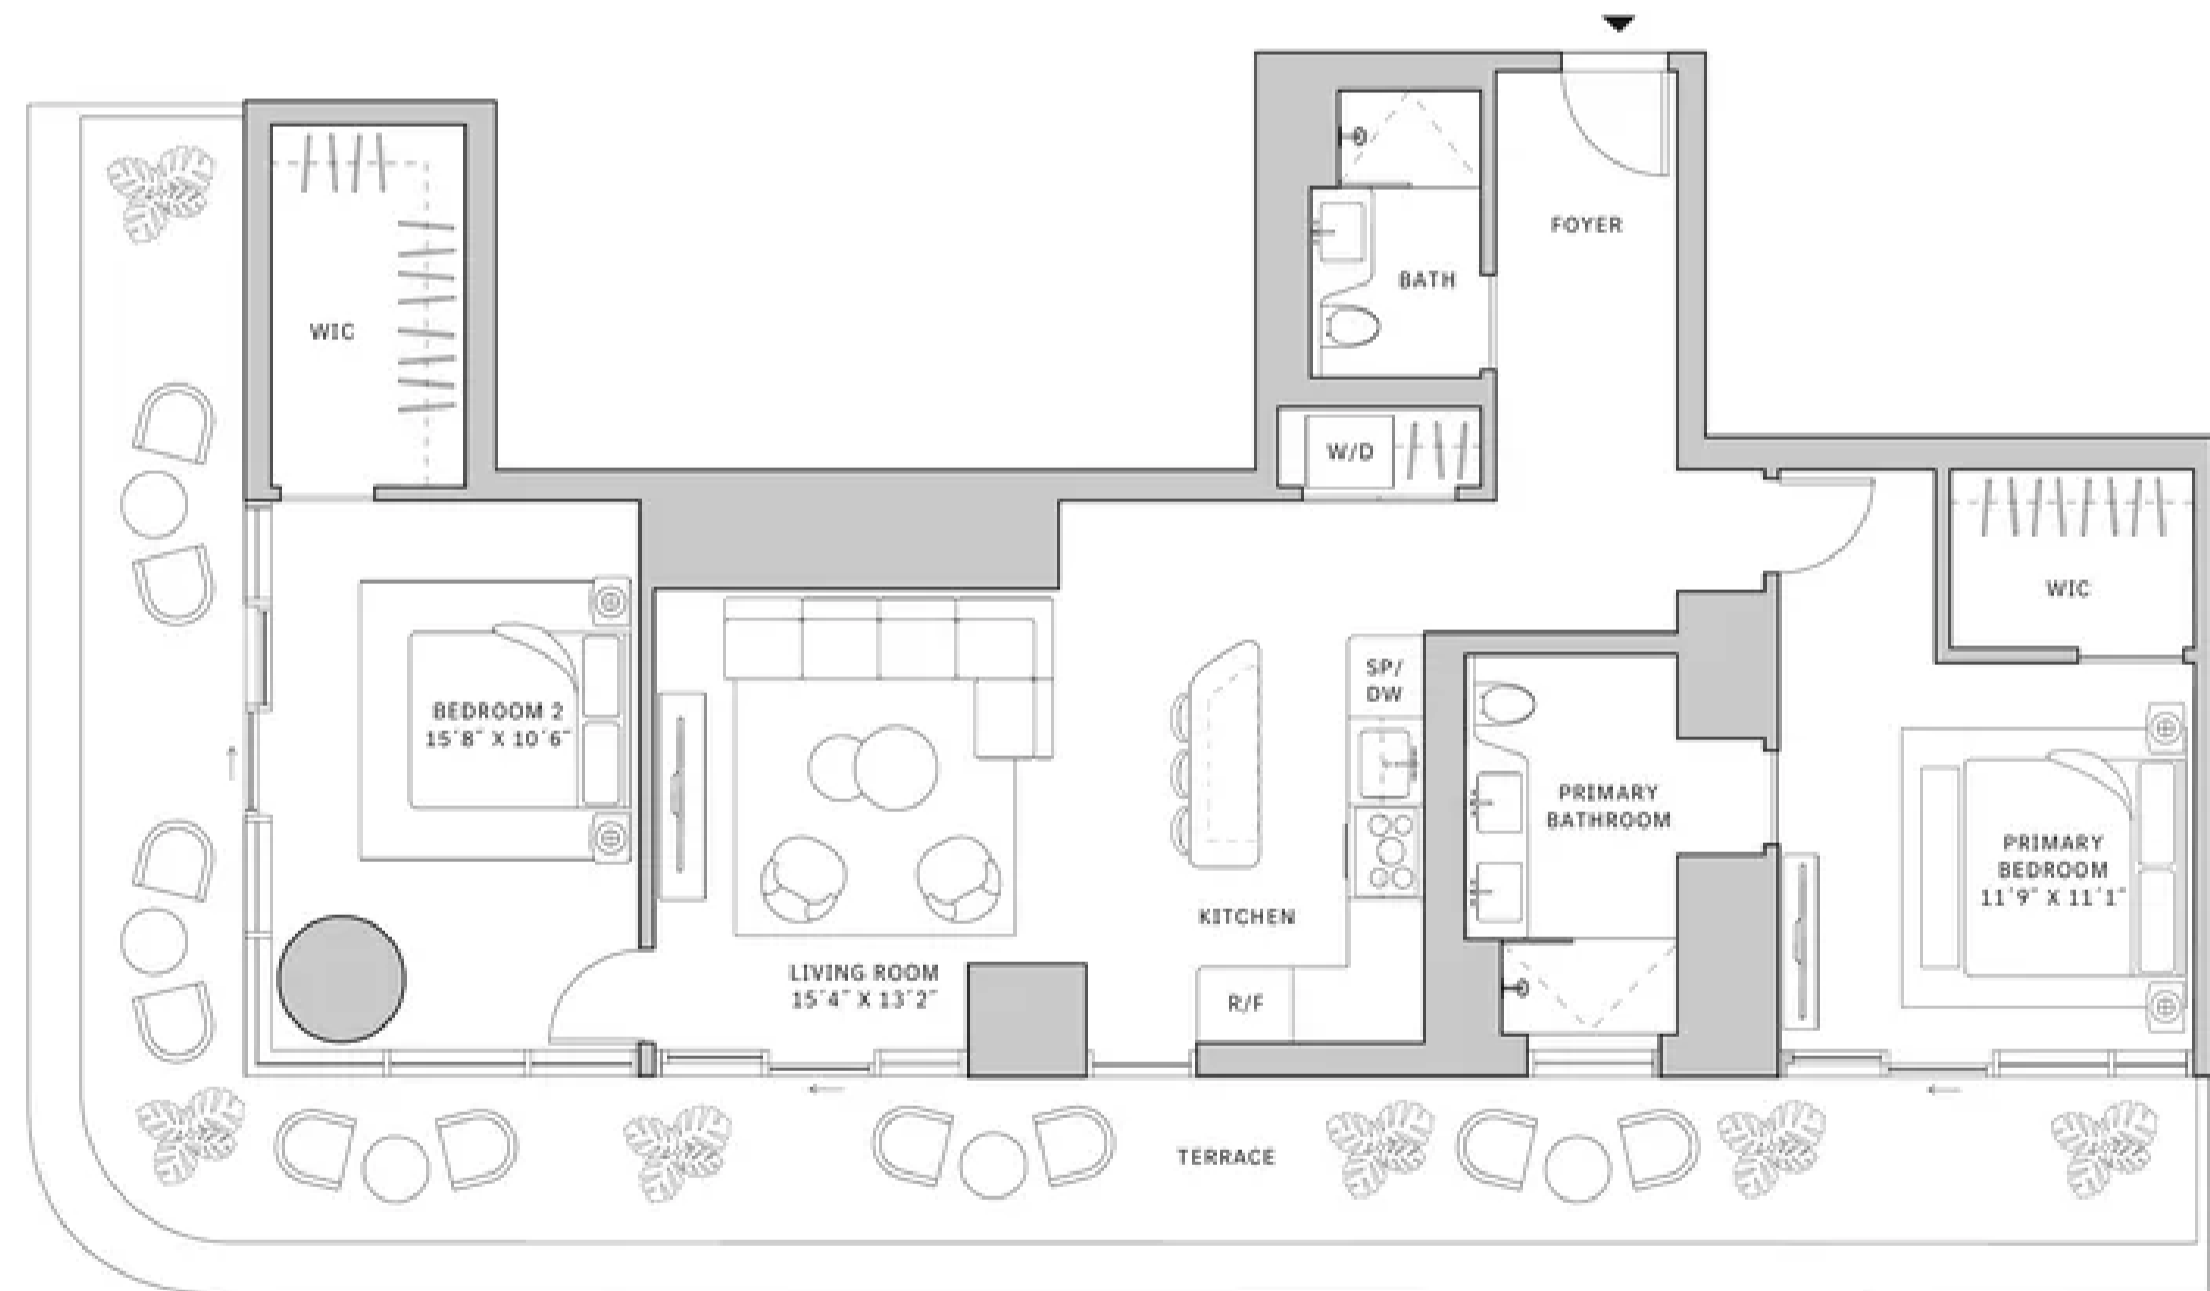 FOYER
BATH
WIC
W/D
WIC
SP/
DW
BEDROOM 2
15´8˝ X 10´6˝
PRIMARY
BATHROOM
PRIMARY
BEDROOM
11´9˝ X 11´1˝
KITCHEN
LIVING ROOM
15´4˝ X 13´2˝
R/F
TERRACE